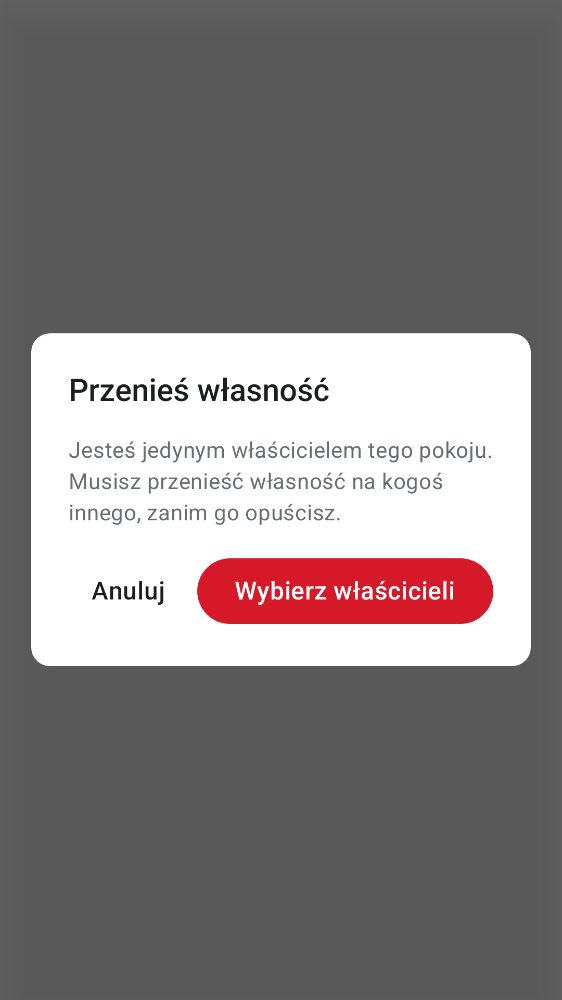 Przenieś własność
Jesteś jedynym właścicielem tego pokoju.
Musisz przenieść własność na kogoś
innego, zanim go opuścisz.
Anuluj
Wybierz właścicieli